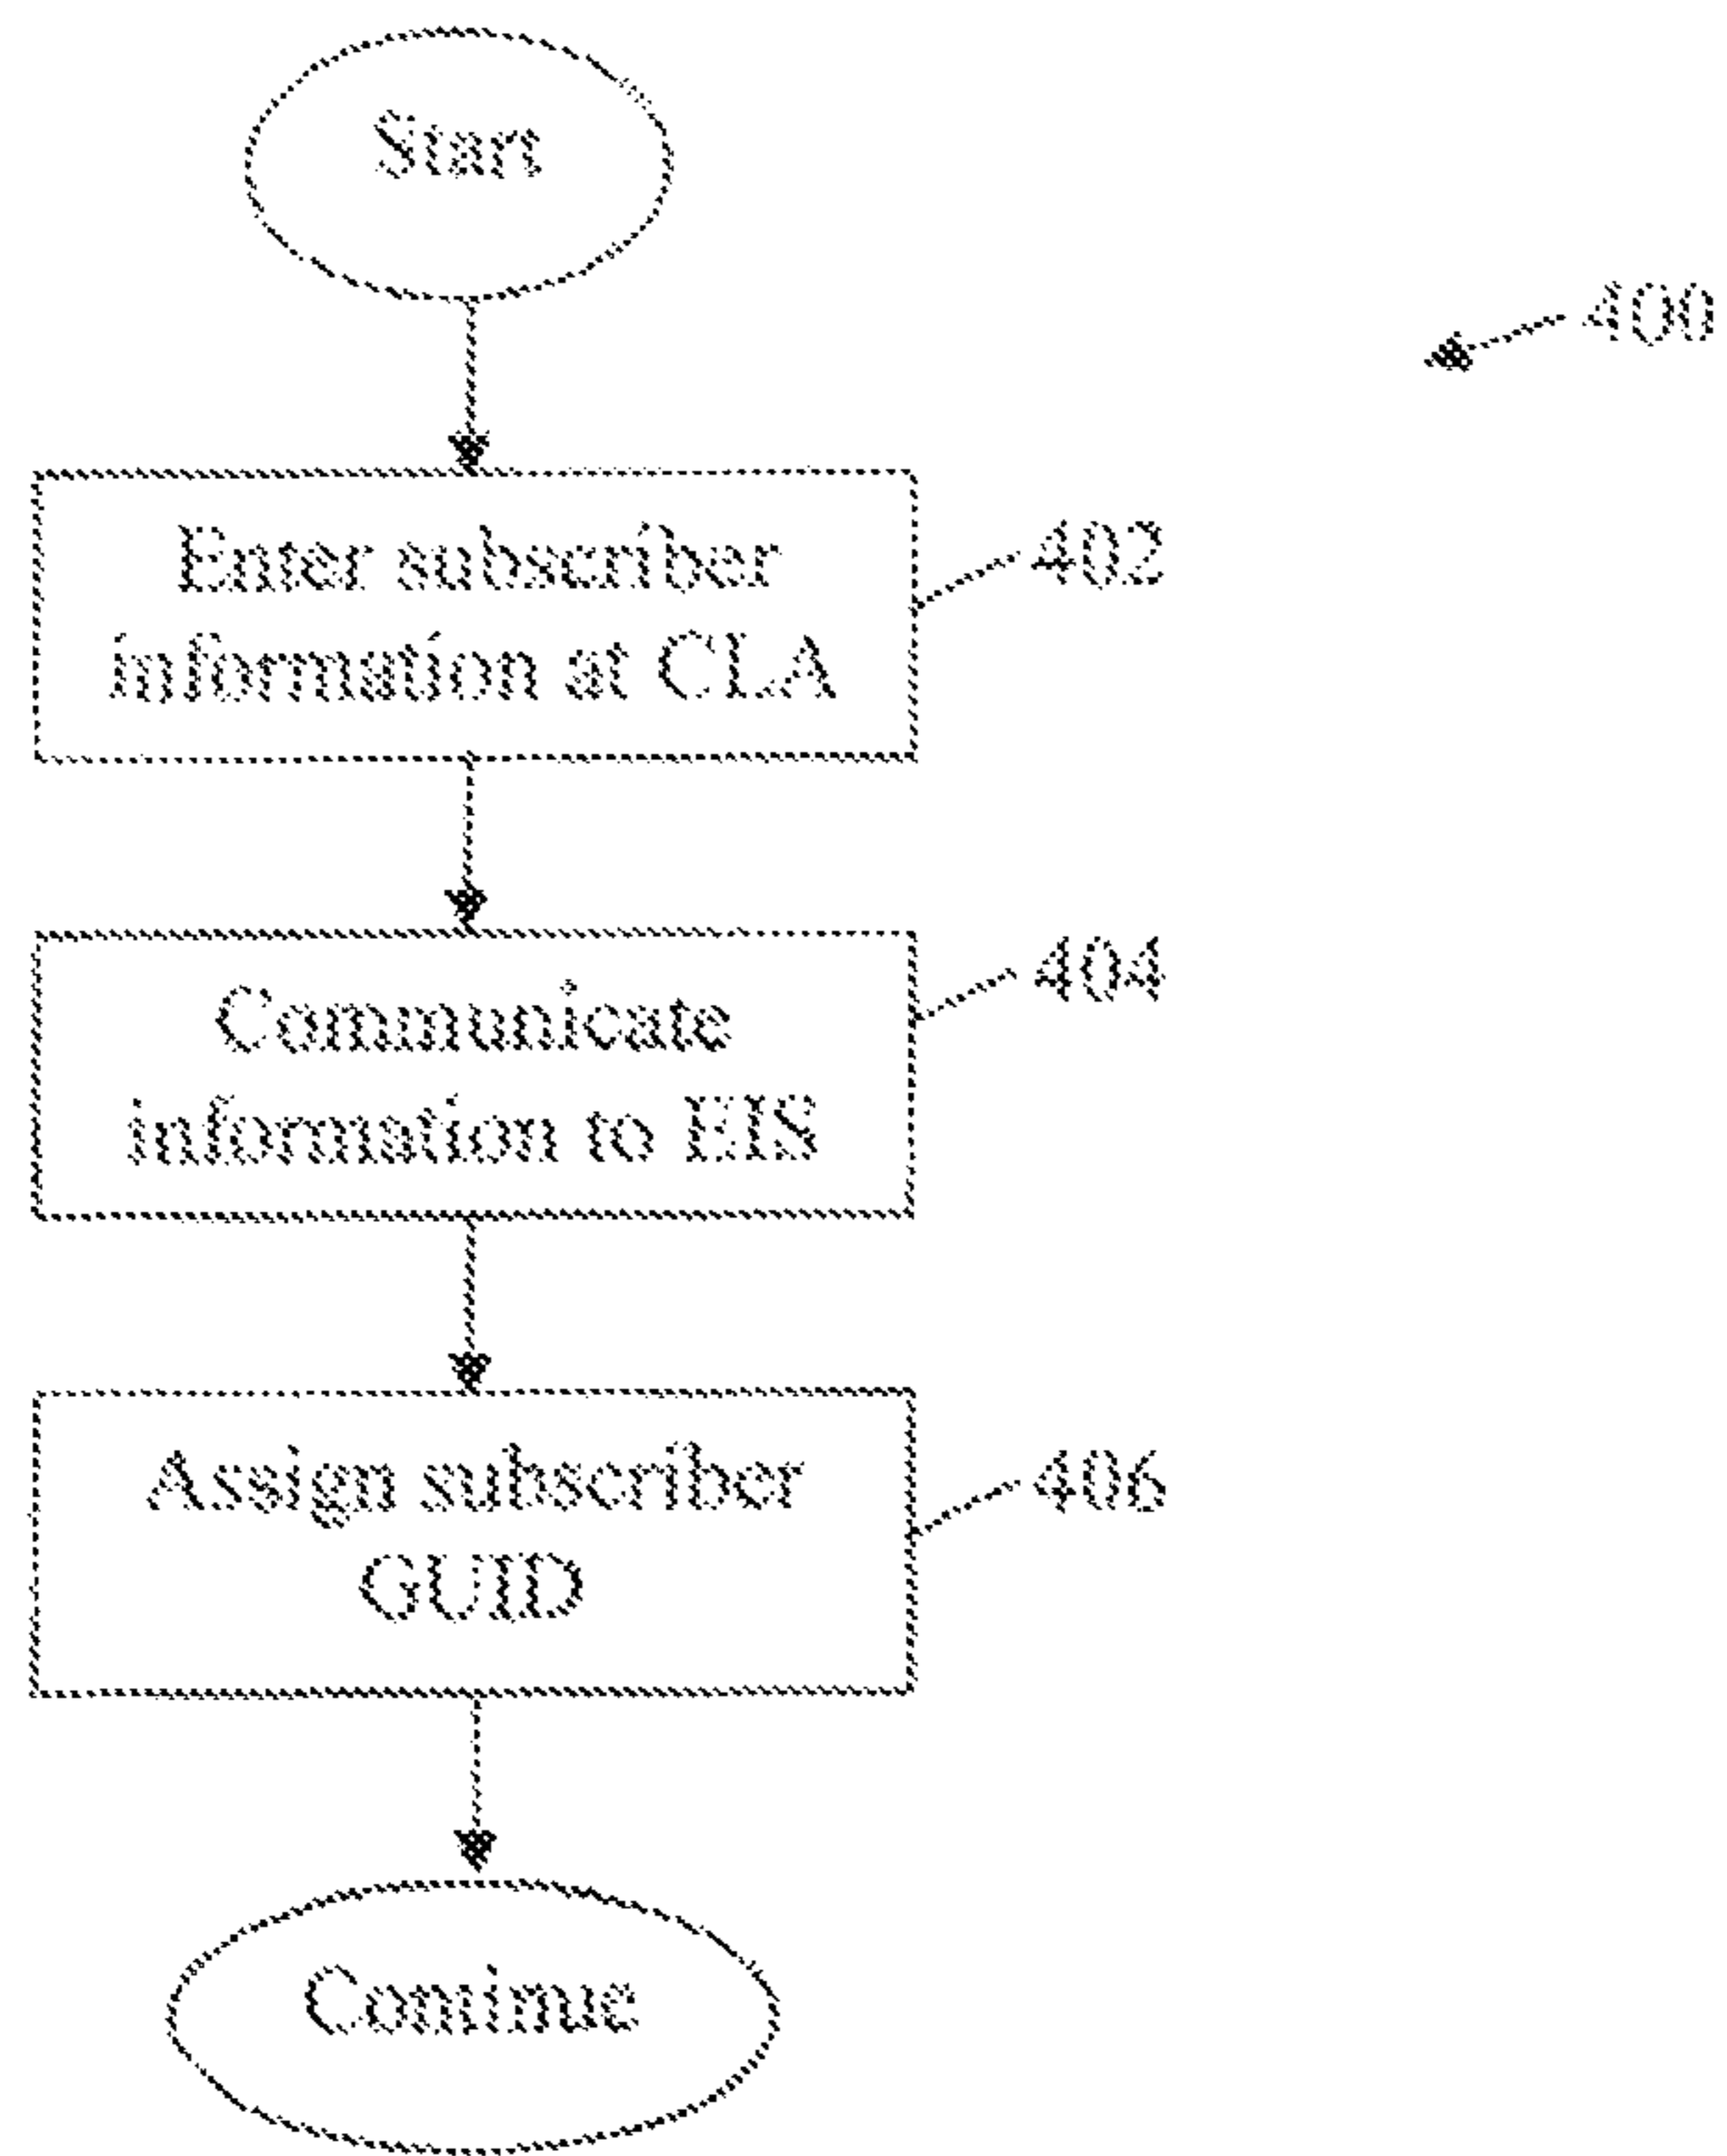 Start
400
Enter subscriber
information at CLA
402
Communicate
information to EIS
404
Assign subscriber
GUID
406
Continue